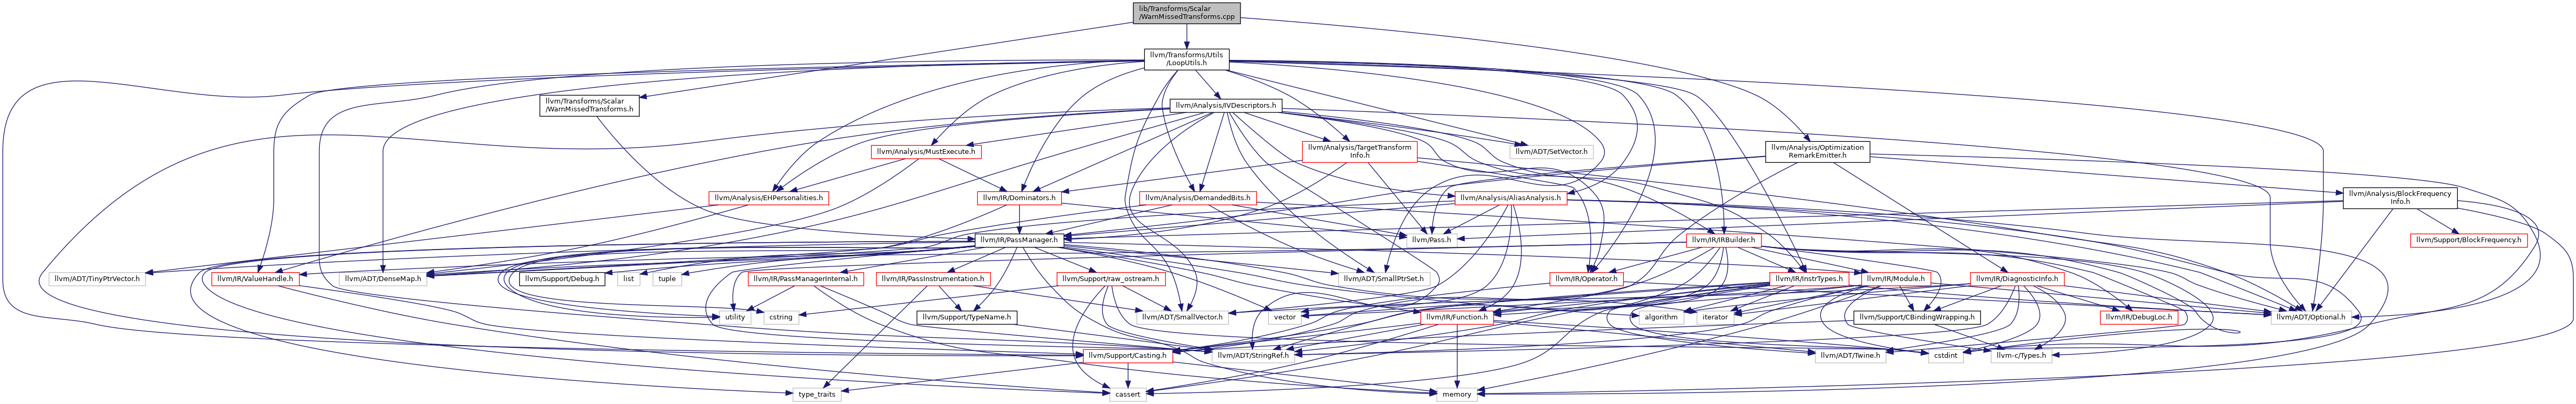 lib/Transforms/Scalar
/WarnMissedTransforms.cpp
llvm/Transforms/Utils
/LoopUtils.h
llvm/Transforms/Scalar
/WarnMissedTransforms.h
llvm/Analysis/IVDescriptors.h
llvm/Analysis/MustExecute.h
llvm/Analysis/TargetTransform
Info.h
llvm/ADT/SetVector.h
llvm/Analysis/Optimization
RemarkEmitter.h
llvm/Analysis/EHPersonalities.h
llvm/IR/Dominators.h
llvm/Analysis/DemandedBits.h
llvm/Analysis/AliasAnalysis.h
llvm/Analysis/BlockFrequency
Info.h
llvm/IR/PassManager.h
llvm/Pass.h
llvm/IR/IRBuilder.h
llvm/Support/BlockFrequency.h
llvm/ADT/TinyPtrVector.h
llvm/IR/ValueHandle.h
llvm/ADT/DenseMap.h
llvm/Support/Debug.h
list
tuple
llvm/IR/PassManagerInternal.h
llvm/IR/PassInstrumentation.h
llvm/Support/raw_ostream.h
llvm/ADT/SmallPtrSet.h
llvm/IR/Operator.h
llvm/IR/InstrTypes.h
llvm/IR/Module.h
llvm/IR/DiagnosticInfo.h
utility
cstring
llvm/Support/TypeName.h
llvm/ADT/SmallVector.h
vector
llvm/IR/Function.h
algorithm
iterator
llvm/Support/CBindingWrapping.h
llvm/IR/DebugLoc.h
llvm/ADT/Optional.h
llvm/Support/Casting.h
llvm/ADT/StringRef.h
llvm/ADT/Twine.h
cstdint
llvm-c/Types.h
type_traits
cassert
memory